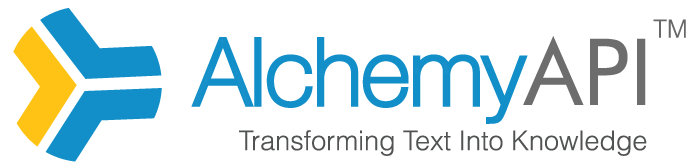 AlchemyAPI™
Transforming Text Into Knowledge